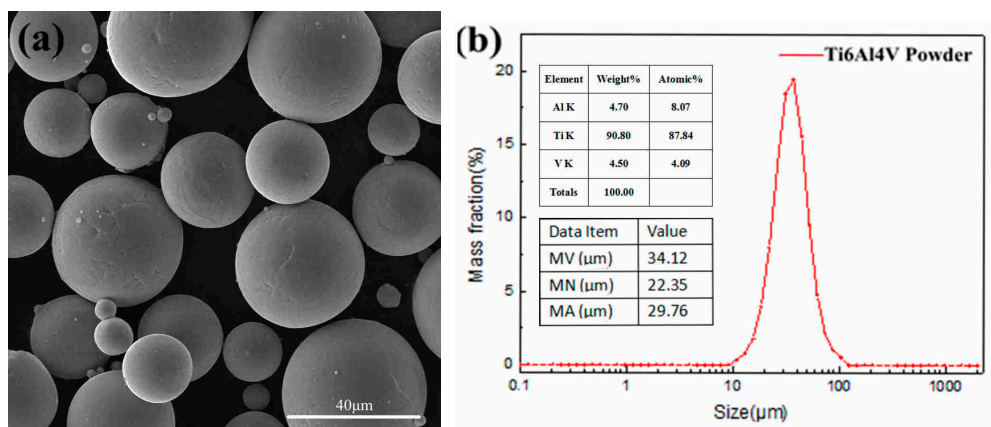 (a)
40μm
(b)
Ti6Al4V Powder
Element Weight% Atomic%
Al K 4.70 8.07
Ti K 90.80 87.84
V K 4.50 4.09
Totals 100.00
Data Item Value
MV (μm) 34.12
MN (μm) 22.35
MA (μm) 29.76
Mass fraction(%)
20
15
10
5
0
0.1 1 10 100 1000
Size(μm)